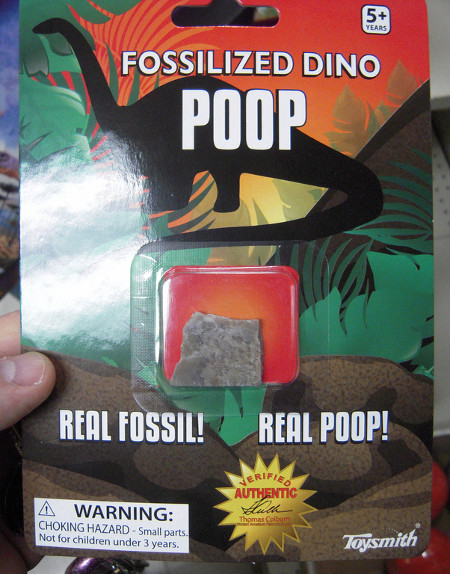 5+
YEARS
FOSSILIZED DINO
POOP
REAL FOSSIL! REAL POOP!
VERIFIED
AUTHENTIC
Thomas Colburn
WARNING:
CHOKING HAZARD - Small parts.
Not for children under 3 years.
Toysmith